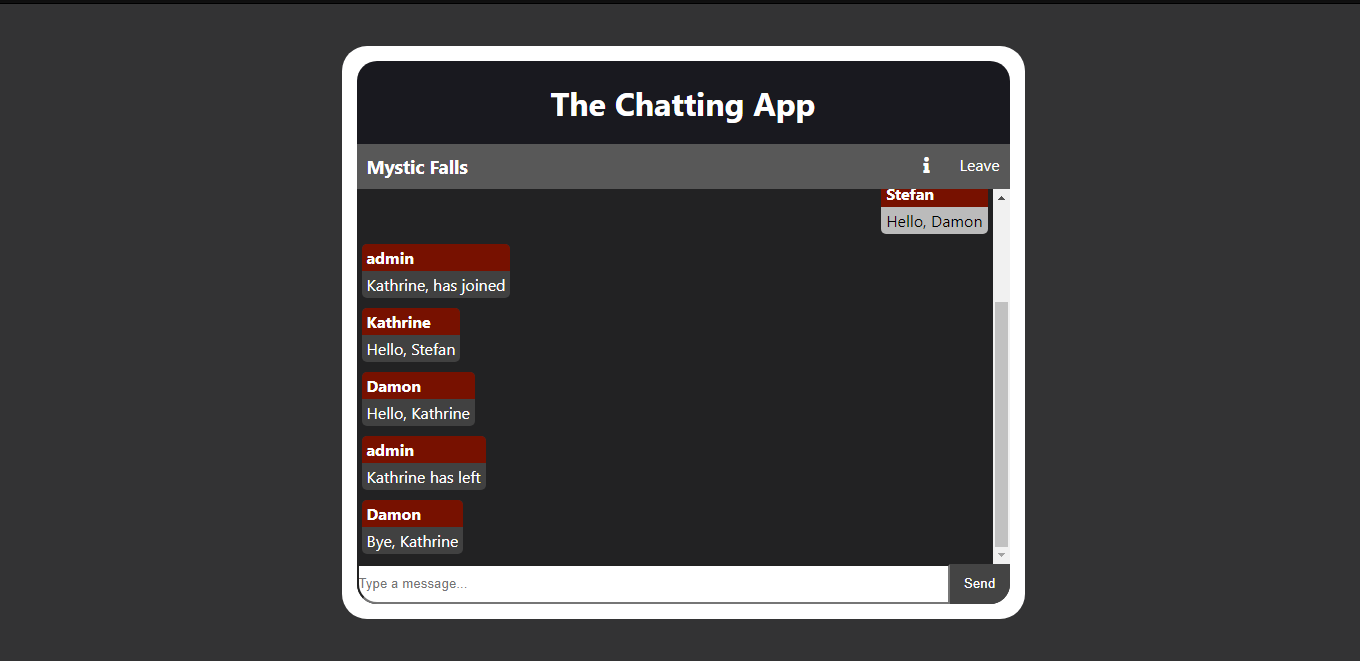 The Chatting App
Mystic Falls
Leave
Stefan
Hello, Damon
admin
Kathrine, has joined
Kathrine
Hello, Stefan
Damon
Hello, Kathrine
admin
Kathrine has left
Damon
Bye, Kathrine
Type a message...
Send